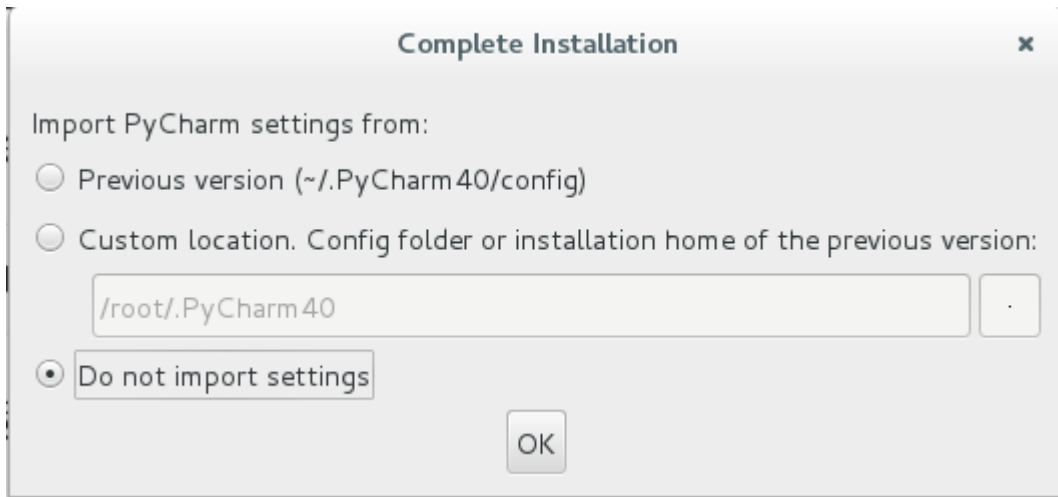 Complete Installation
Import PyCharm settings from:
Previous version (~/.PyCharm40/config)
Custom location. Config folder or installation home of the previous version:
/root/.PyCharm40
.
Do not import settings
OK